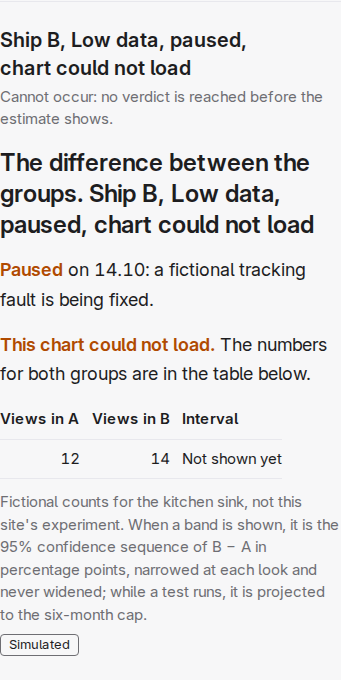 Ship B, Low data, paused,
chart could not load
Cannot occur: no verdict is reached before the
estimate shows.
The difference between the
groups. Ship B, Low data,
paused, chart could not load
Paused on 14.10: a fictional tracking
fault is being fixed.
This chart could not load. The numbers
for both groups are in the table below.
Views in A Views in B Interval
12 14 Not shown yet
Fictional counts for the kitchen sink, not this
site's experiment. When a band is shown, it is the
95% confidence sequence of B − A in
percentage points, narrowed at each look and
never widened; while a test runs, it is projected
to the six-month cap.
Simulated